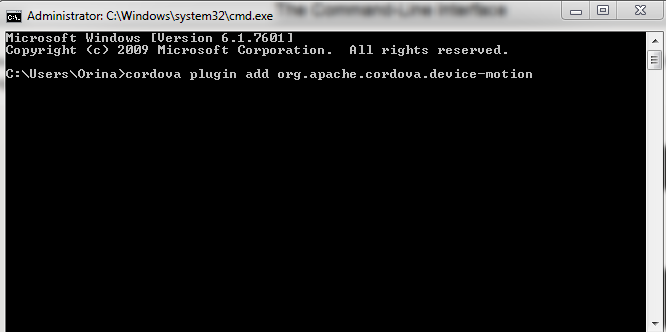 The Command-Line Interface
Administrator: C:\Windows\system32\cmd.exe
Microsoft Windows [Version 6.1.7601]
Copyright (c) 2009 Microsoft Corporation.  All rights reserved.
C:\Users\Orina>cordova plugin add org.apache.cordova.device-motion